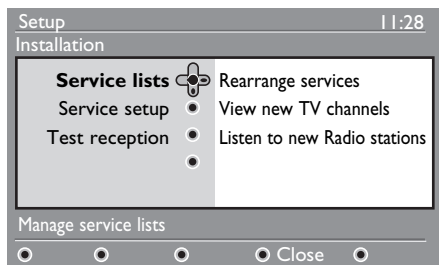 Setup 11:28
Installation
Service lists Rearrange services
Service setup View new TV channels
Test reception Listen to new Radio stations
Manage service lists
Close